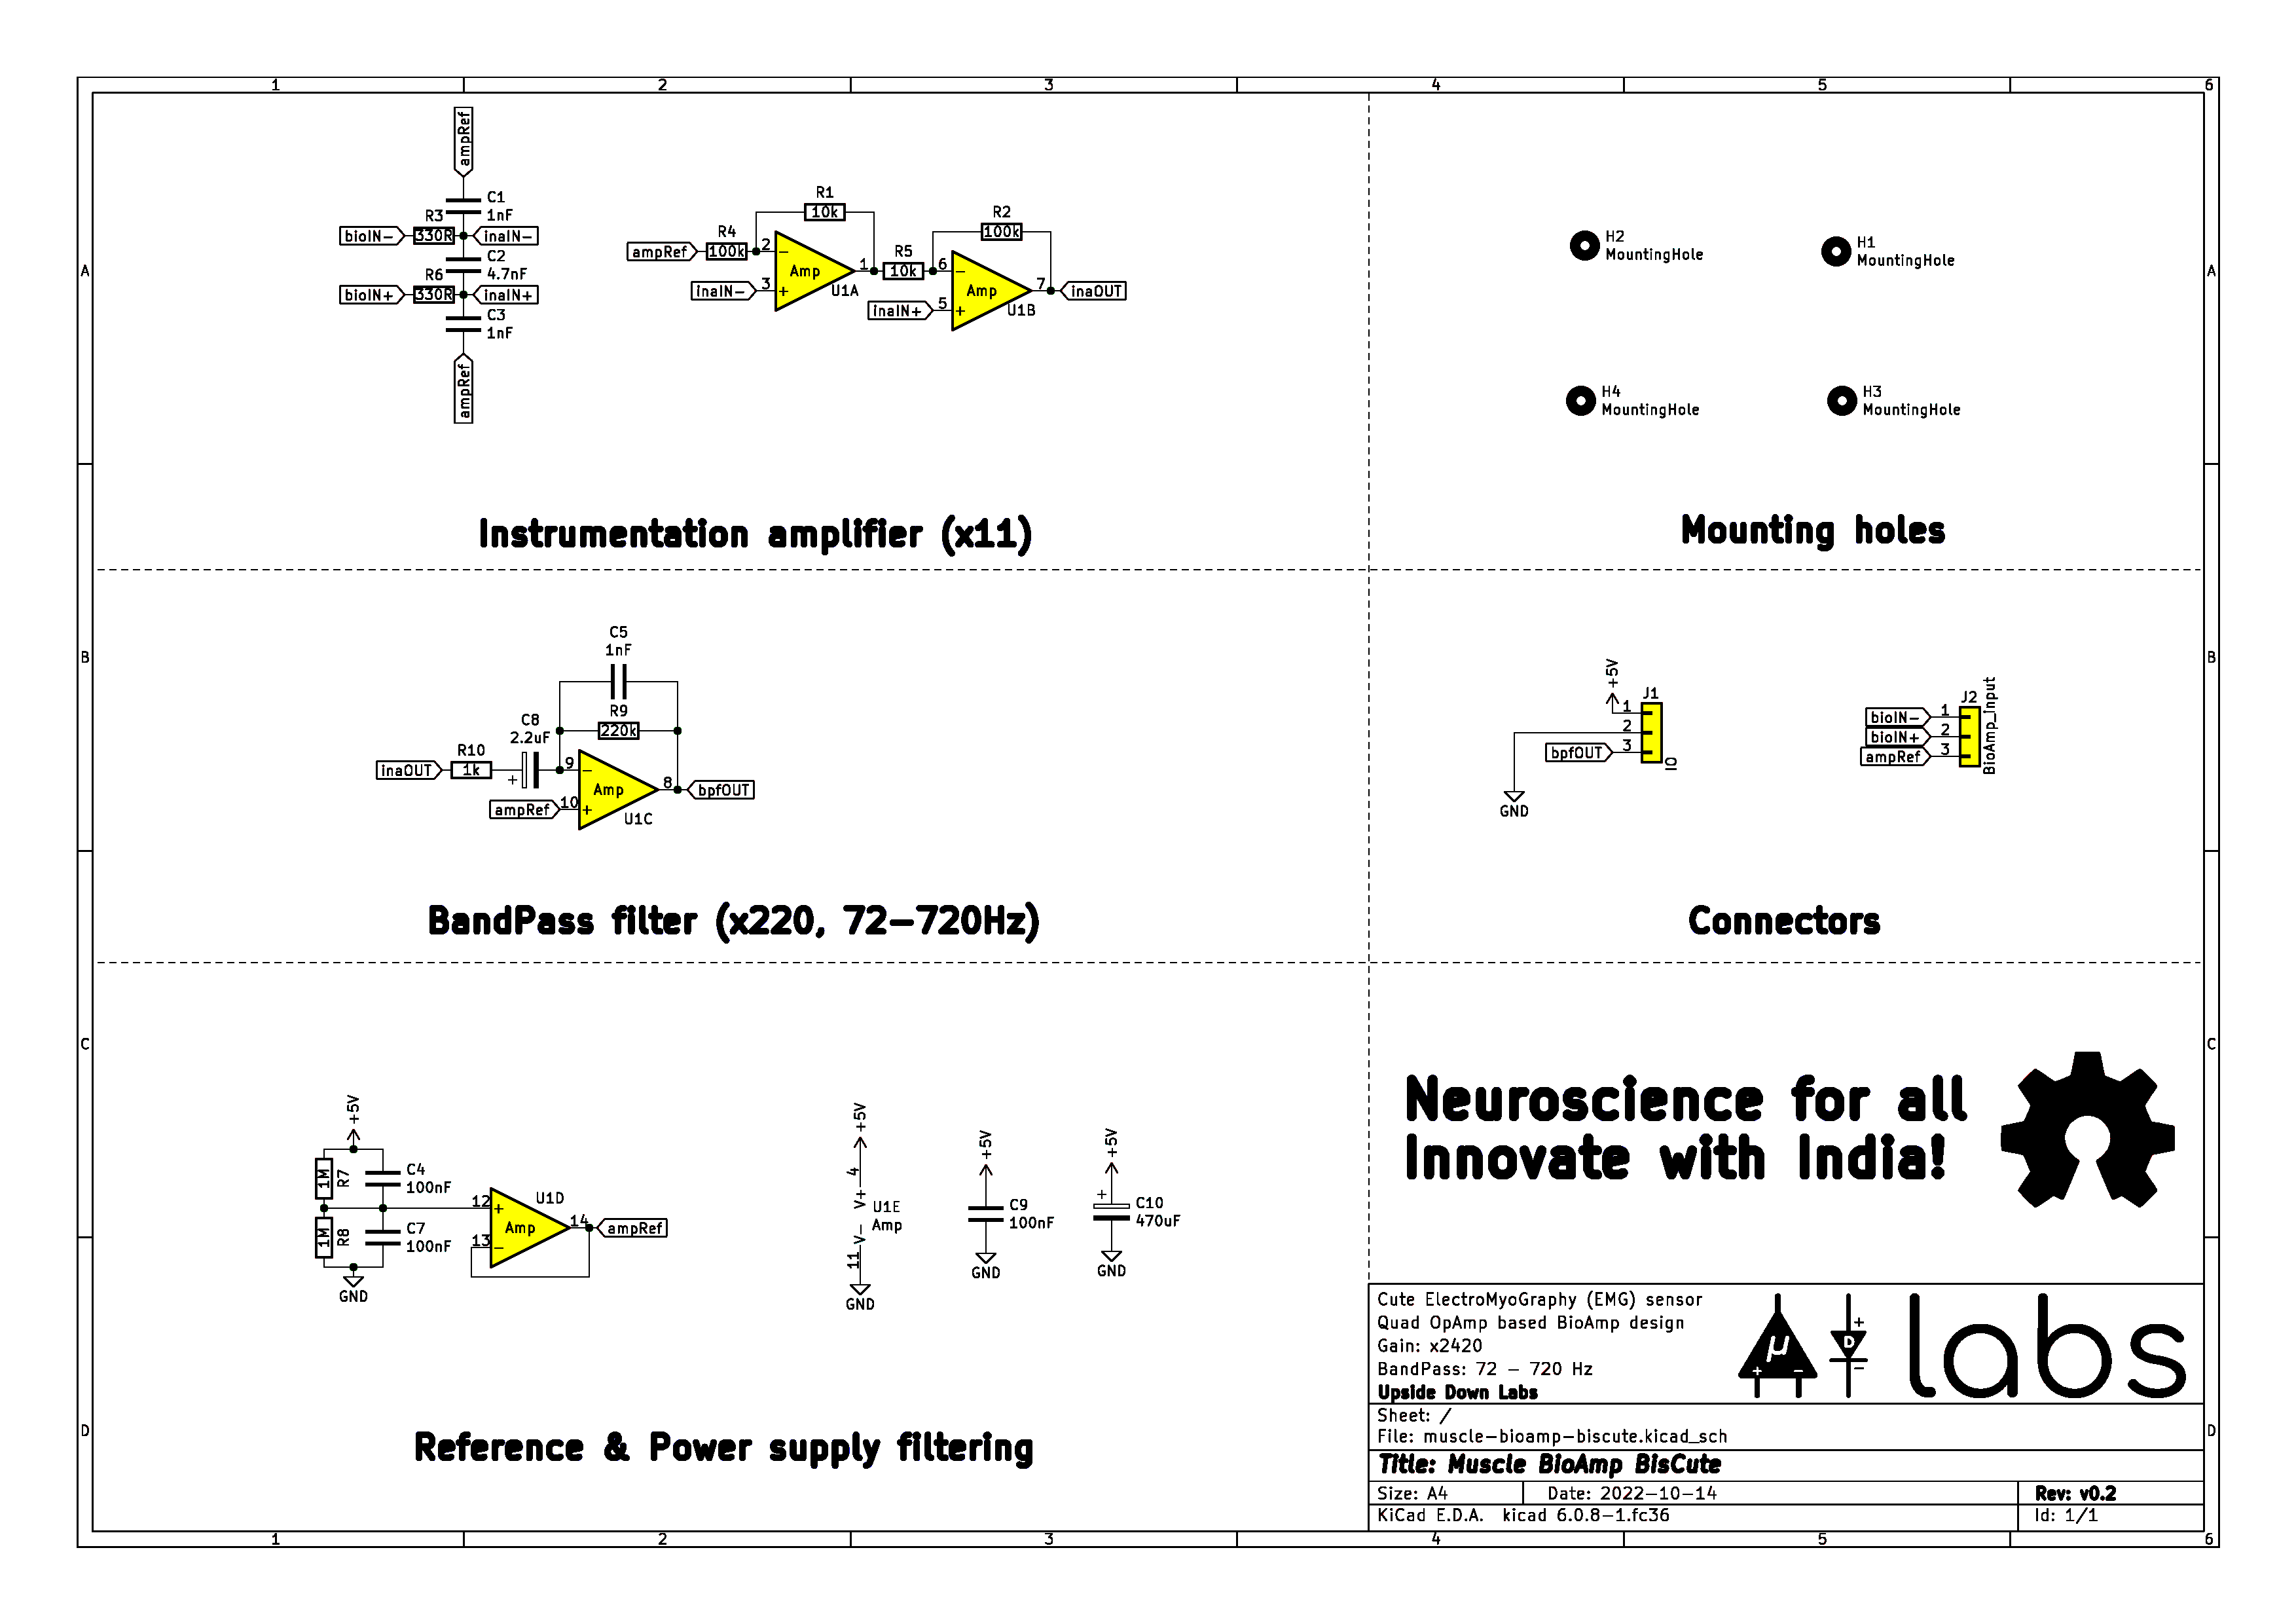 1 2 3 4 5 6
A
B
C
D
ampRef
C1
1nF
R3
bioIN- 330R inaIN-
C2
4.7nF
R6
bioIN+ 330R inaIN+
C3
1nF
ampRef
R1
10k
R4
ampRef 100k 2 -
Amp
inaIN- 3 +
U1A
1
R5
10k
R2
100k
6 -
Amp
inaIN+ 5 +
U1B
7 inaOUT
Instrumentation amplifier (x11)
H2
MountingHole
H1
MountingHole
H4
MountingHole
H3
MountingHole
Mounting holes
C5
1nF
R9
220k
C8
2.2uF
+
R10
inaOUT 1k
9 -
Amp
ampRef 10 +
U1C
8 bpfOUT
BandPass filter (x220, 72-720Hz)
+5V
J1
1
2
bpfOUT 3
IO
GND
J2
bioIN- 1
bioIN+ 2
ampRef 3
BioAmp_input
Connectors
+5V
1M R7
C4
100nF
1M R8
C7
100nF
GND
12 +
Amp
13 -
U1D
14 ampRef
+5V
4
V+
U1E
Amp
V-
11
GND
+5V
C9
100nF
GND
+5V
+
C10
470uF
GND
Reference & Power supply filtering
Neuroscience for all
Innovate with India!
Cute ElectroMyoGraphy (EMG) sensor
Quad OpAmp based BioAmp design
Gain: x2420
BandPass: 72 - 720 Hz
Upside Down Labs
μ + - D + - labs
Sheet: /
File: muscle-bioamp-biscute.kicad_sch
Title: Muscle BioAmp BisCute
Size: A4 Date: 2022-10-14 Rev: v0.2
KiCad E.D.A. kicad 6.0.8-1.fc36 Id: 1/1
A
B
C
D
1 2 3 4 5 6